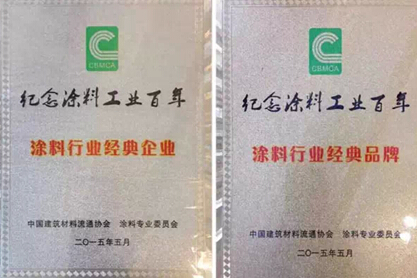 CBMCA
纪念涂料工业百年
涂料行业经典企业
中国建筑材料流通协会 涂料专业委员会
二〇一五年五月
CBMCA
纪念涂料工业百年
涂料行业经典品牌
中国建筑材料流通协会 涂料专业委员会
二〇一五年五月